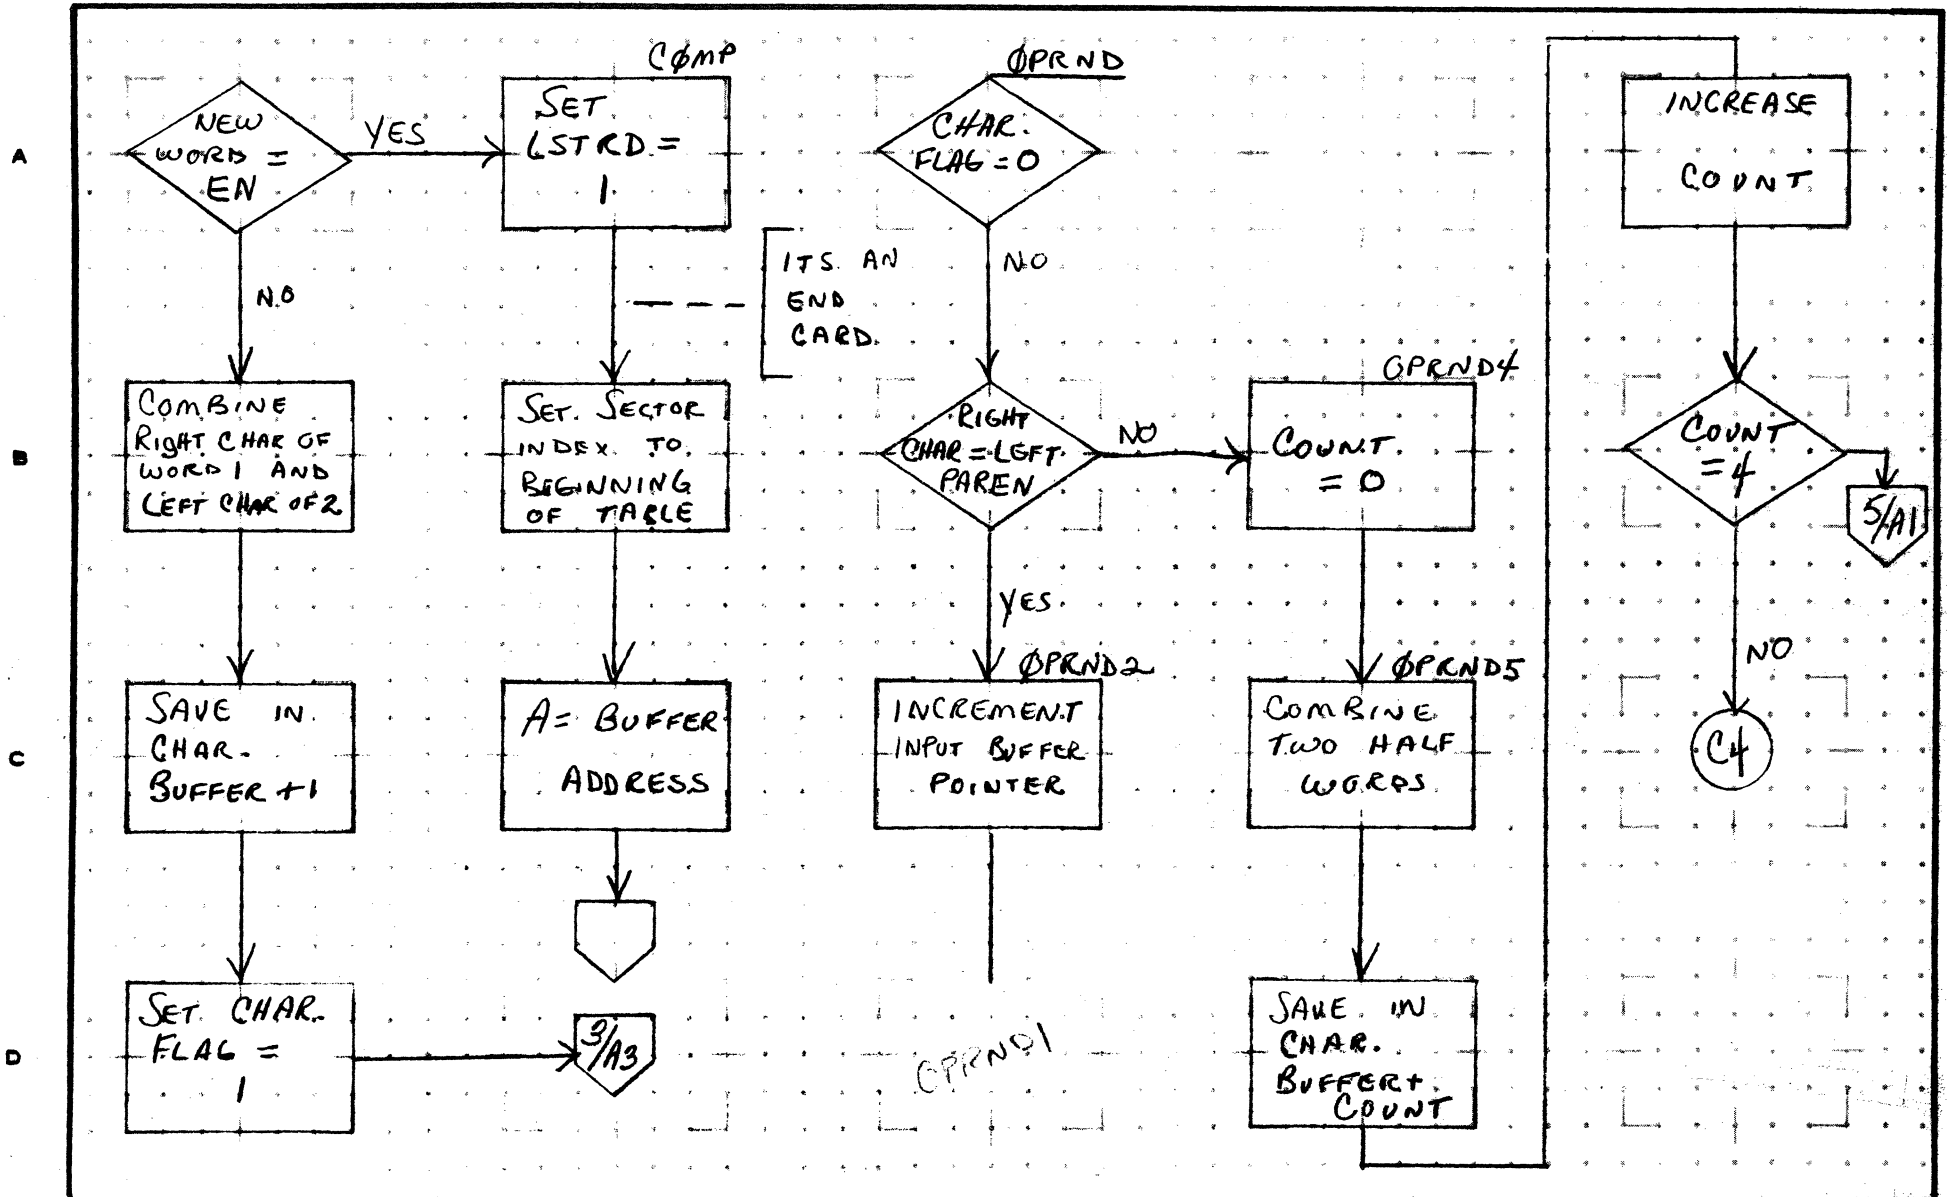 A
B
C
D
NEW
WORD =
EN
YES
NO
COMBINE
RIGHT CHAR OF
WORD 1 AND
LEFT CHAR OF 2
SAVE IN
CHAR.
BUFFER +1
SET CHAR.
FLAG =
1
3/A3
CØMP
SET
LSTRD =
1
ITS AN
END
CARD
SET SECTOR
INDEX TO
BEGINNING
OF TABLE
A = BUFFER
ADDRESS
ØPRND
CHAR.
FLAG = 0
NO
RIGHT
CHAR = LEFT
PAREN
NO
YES
ØPRND2
INCREMENT
INPUT BUFFER
POINTER
OPRND1
OPRND4
COUNT
= 0
ØPRND5
COMBINE
TWO HALF
WORDS
SAVE IN
CHAR.
BUFFER +
COUNT
INCREASE
COUNT
COUNT
= 4
5/A1
NO
C4